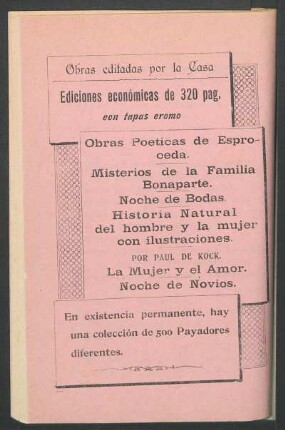 Obras editadas por la Casa
Ediciones económicas de 320 pag.
con tapas cromo
Obras Poeticas de Espro-
ceda.
Misterios de la Familia
Bonaparte.
Noche de Bodas.
Historia Natural
del hombre y la mujer
con ilustraciones.
POR PAUL DE KOCK.
La Mujer y el Amor.
Noche de Novios.
En existencia permanente, hay
una colección de 500 Payadores
diferentes.